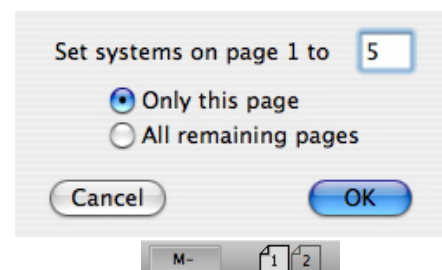 Set systems on page 1 to 5
Only this page
All remaining pages
Cancel OK
M- 1 2